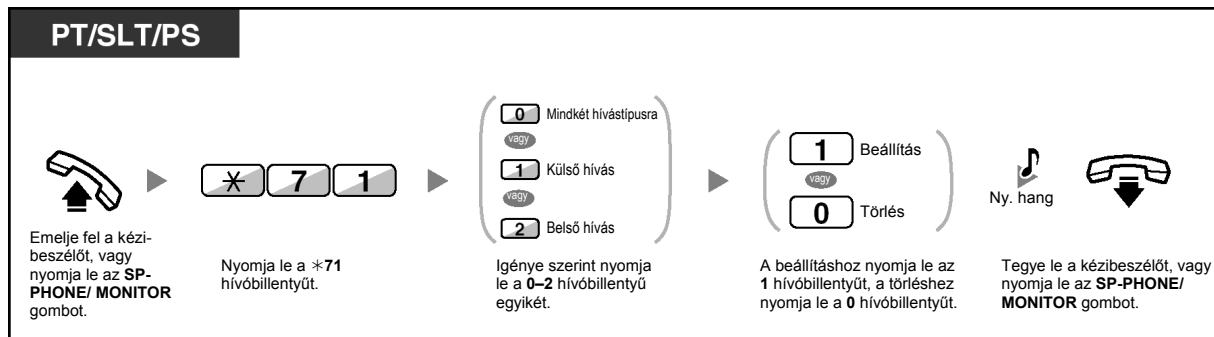 PT/SLT/PS
0 Mindkét hívástípusra
vagy
1 Külső hívás
vagy
2 Belső hívás
1 Beállítás
vagy
0 Törlés
✳ 7 1
Ny. hang
Emelje fel a kézi-
beszélőt, vagy
nyomja le az SP-
PHONE/ MONITOR
gombot.
Nyomja le a ✳71
hívóbillentyűt.
Igénye szerint nyomja
le a 0–2 hívóbillentyű
egyikét.
A beállításhoz nyomja le az
1 hívóbillentyűt, a törléshez
nyomja le a 0 hívóbillentyűt.
Tegye le a kézibeszélőt, vagy
nyomja le az SP-PHONE/
MONITOR gombot.